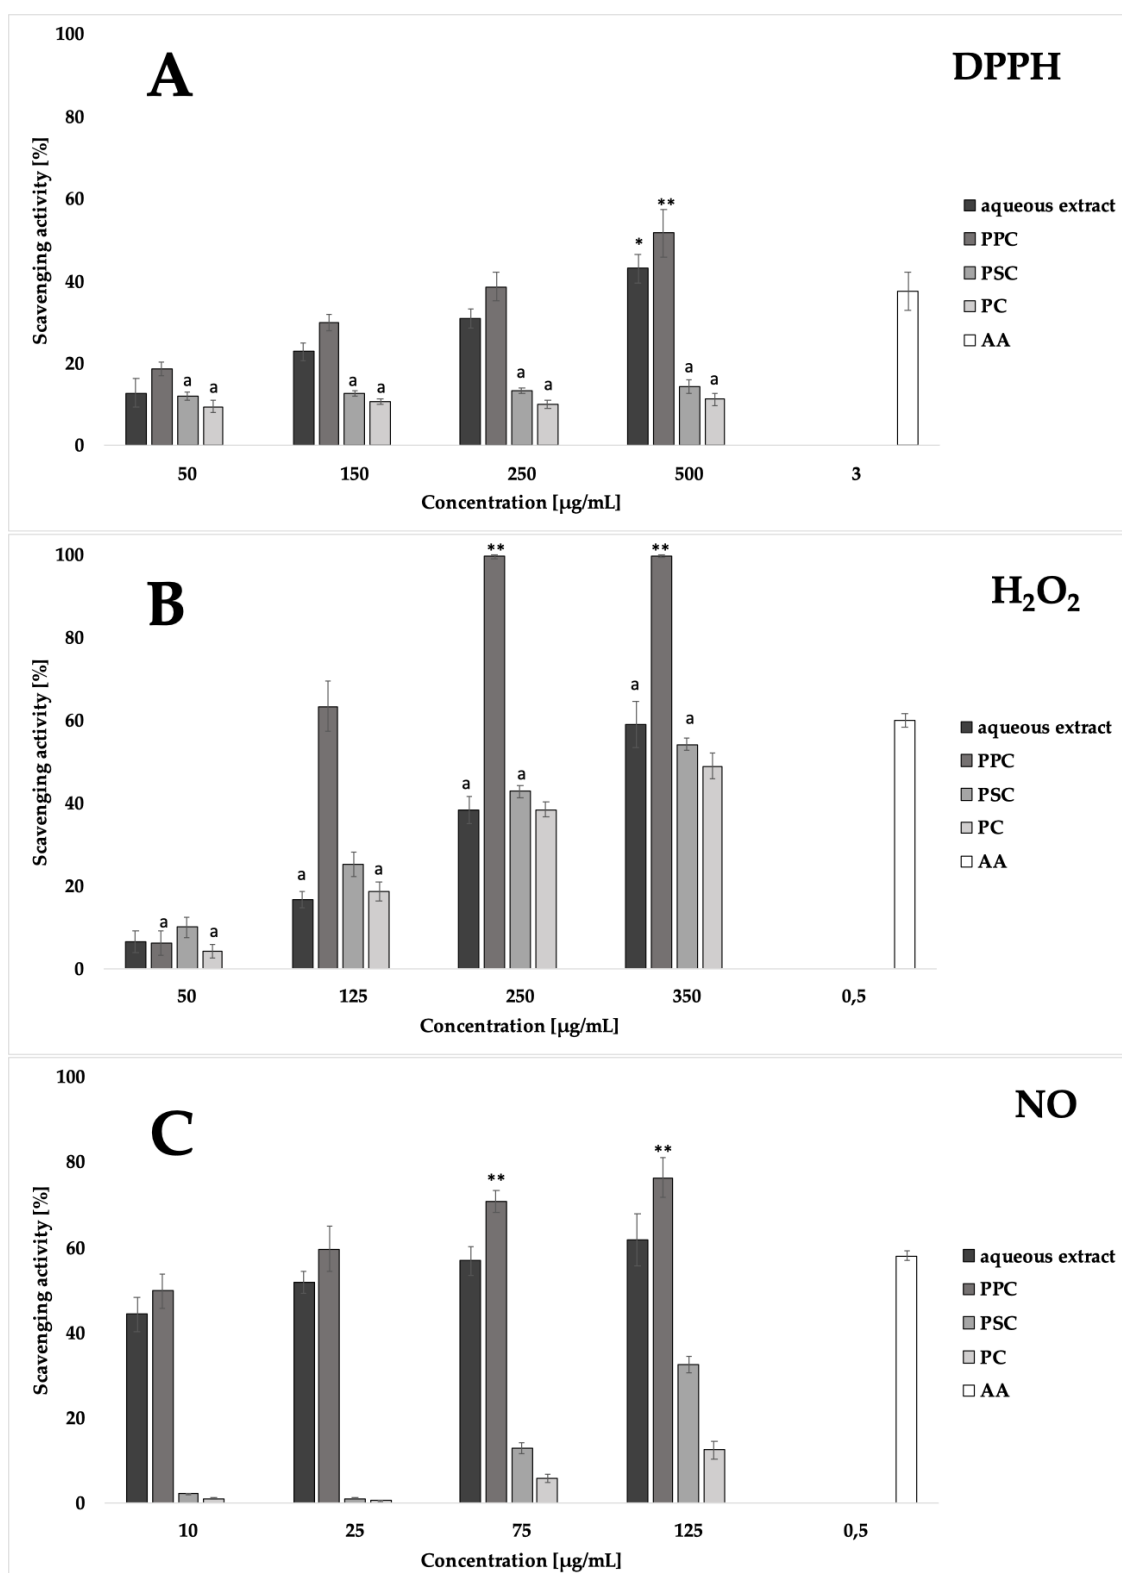 A
DPPH
Scavenging activity [%]
100
80
60
40
20
0
* **
a a a a a a a a
50 150 250 500 3
Concentration [µg/mL]
aqueous extract
PPC
PSC
PC
AA
B
H₂O₂
Scavenging activity [%]
100
80
60
40
20
0
** **
a a a a a a a a
50 125 250 350 0,5
Concentration [µg/mL]
aqueous extract
PPC
PSC
PC
AA
C
NO
Scavenging activity [%]
100
80
60
40
20
0
** **
10 25 75 125 0,5
Concentration [µg/mL]
aqueous extract
PPC
PSC
PC
AA